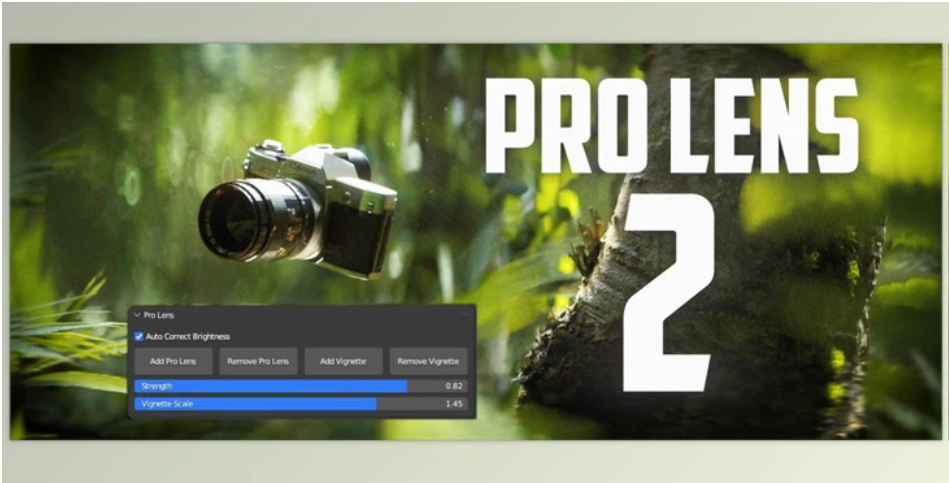 PRO LENS
2
Pro Lens
Auto Correct Brightness
Add Pro Lens Remove Pro Lens Add Vignette Remove Vignette
Strength 0.82
Vignette Scale 1.45